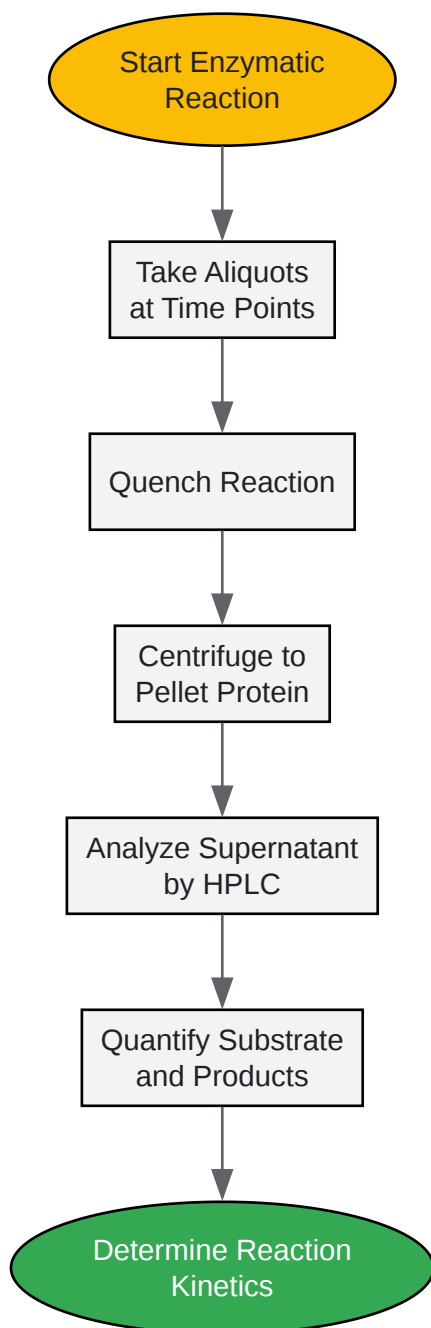 Start Enzymatic
Reaction
Take Aliquots
at Time Points
Quench Reaction
Centrifuge to
Pellet Protein
Analyze Supernatant
by HPLC
Quantify Substrate
and Products
Determine Reaction
Kinetics